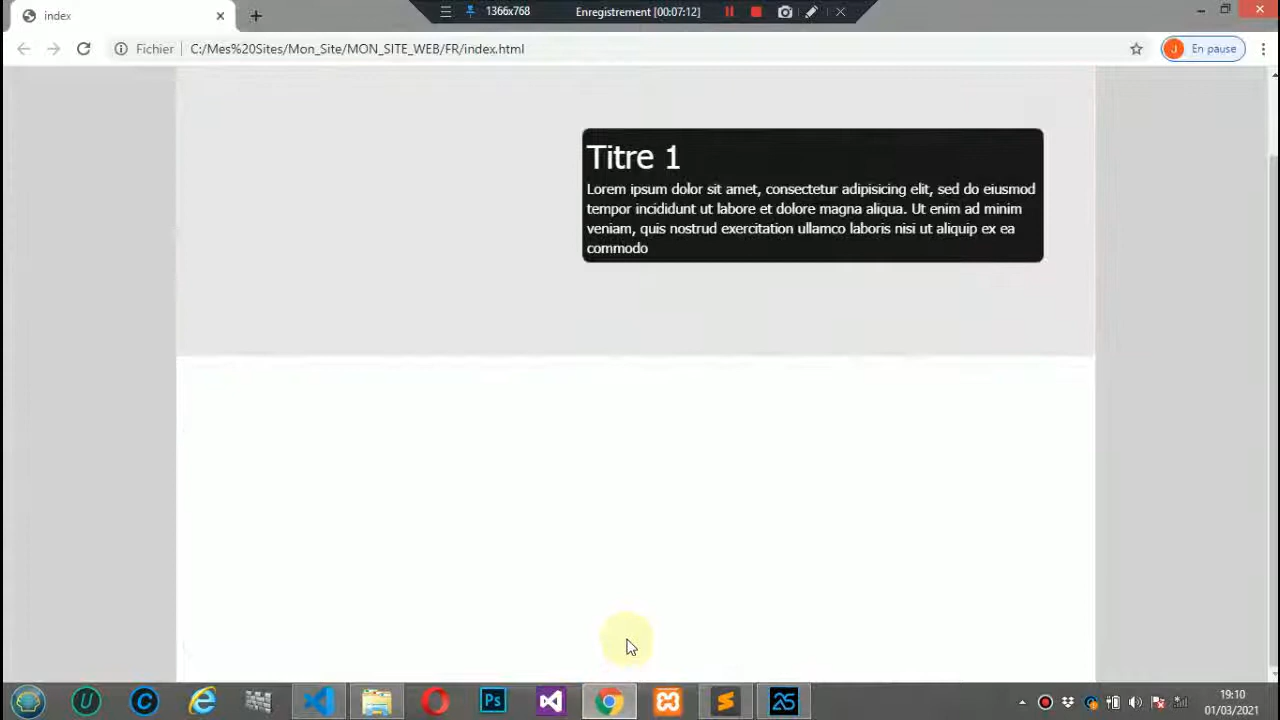 index
1366x768
Enregistrement [00:07:12]
Fichier
C:/Mes%20Sites/Mon_Site/MON_SITE_WEB/FR/index.html
J
En pause
Titre 1
Lorem ipsum dolor sit amet, consectetur adipisicing elit, sed do eiusmod
tempor incididunt ut labore et dolore magna aliqua. Ut enim ad minim
veniam, quis nostrud exercitation ullamco laboris nisi ut aliquip ex ea
commodo
U
C
Ps
25
19:10
01/03/2021